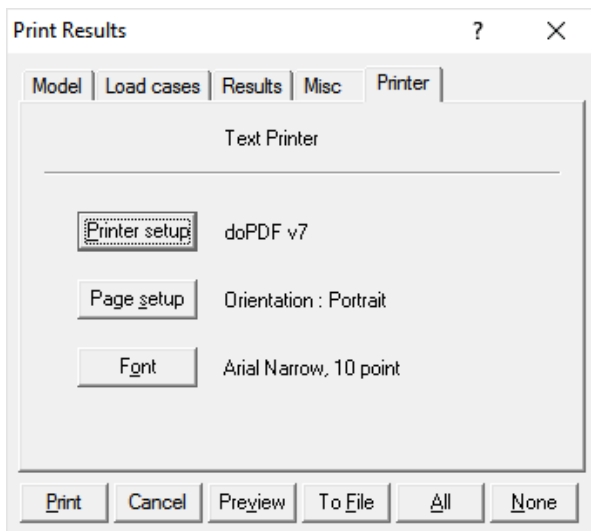 Print Results ?
Model Load cases Results Misc Printer
Text Printer
Printer setup doPDF v7
Page setup Orientation : Portrait
Font Arial Narrow, 10 point
Print Cancel Preview To File All None